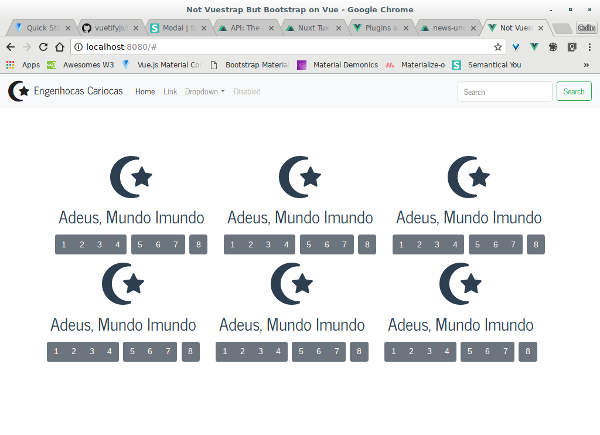 Not Vuestrap But Bootstrap on Vue - Google Chrome
Quick Sta
vuetifyjs
Modal | S
API: The
Nuxt Tux
Plugins a
news-un
Not Vues
localhost:8080/#
Apps
Awesomes W3
Vue.js Material Co
Bootstrap Material
Material Demonics
Materialize-o
Semantical You
»
Engenhocas Cariocas Home Link Dropdown Disabled Search Search
Adeus, Mundo Imundo Adeus, Mundo Imundo Adeus, Mundo Imundo
1 2 3 4 5 6 7 8 1 2 3 4 5 6 7 8 1 2 3 4 5 6 7 8
Adeus, Mundo Imundo Adeus, Mundo Imundo Adeus, Mundo Imundo
1 2 3 4 5 6 7 8 1 2 3 4 5 6 7 8 1 2 3 4 5 6 7 8